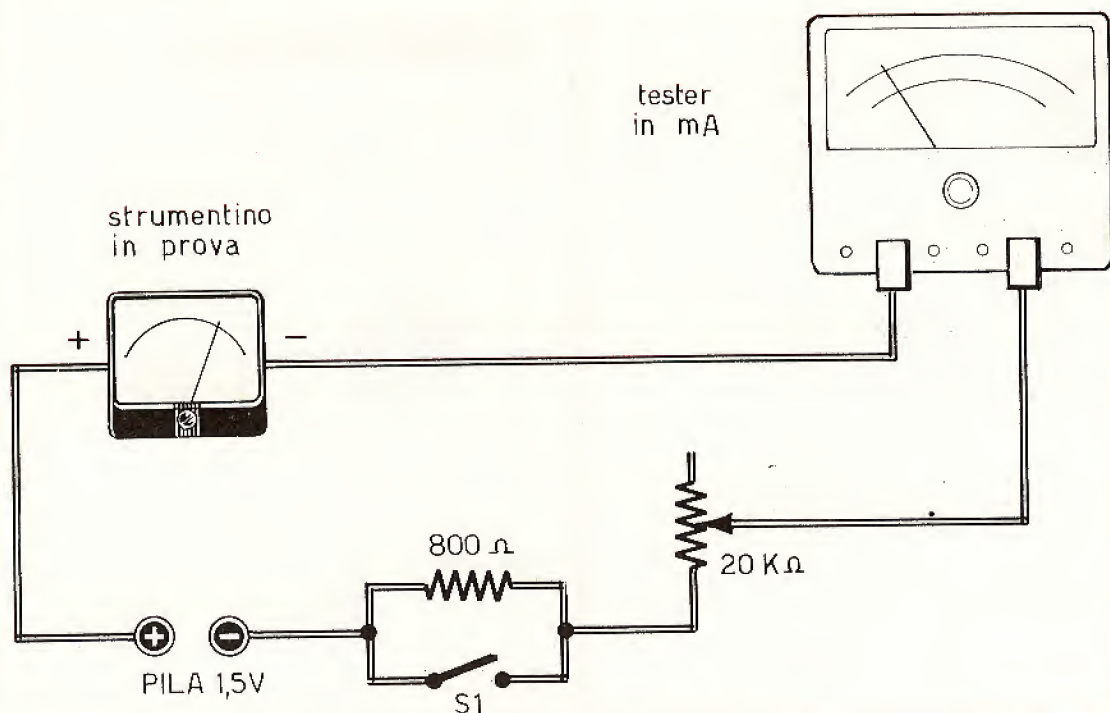 tester
in mA
strumentino
in prova
+
−
800 Ω
20 KΩ
+
−
PILA 1,5V
S1